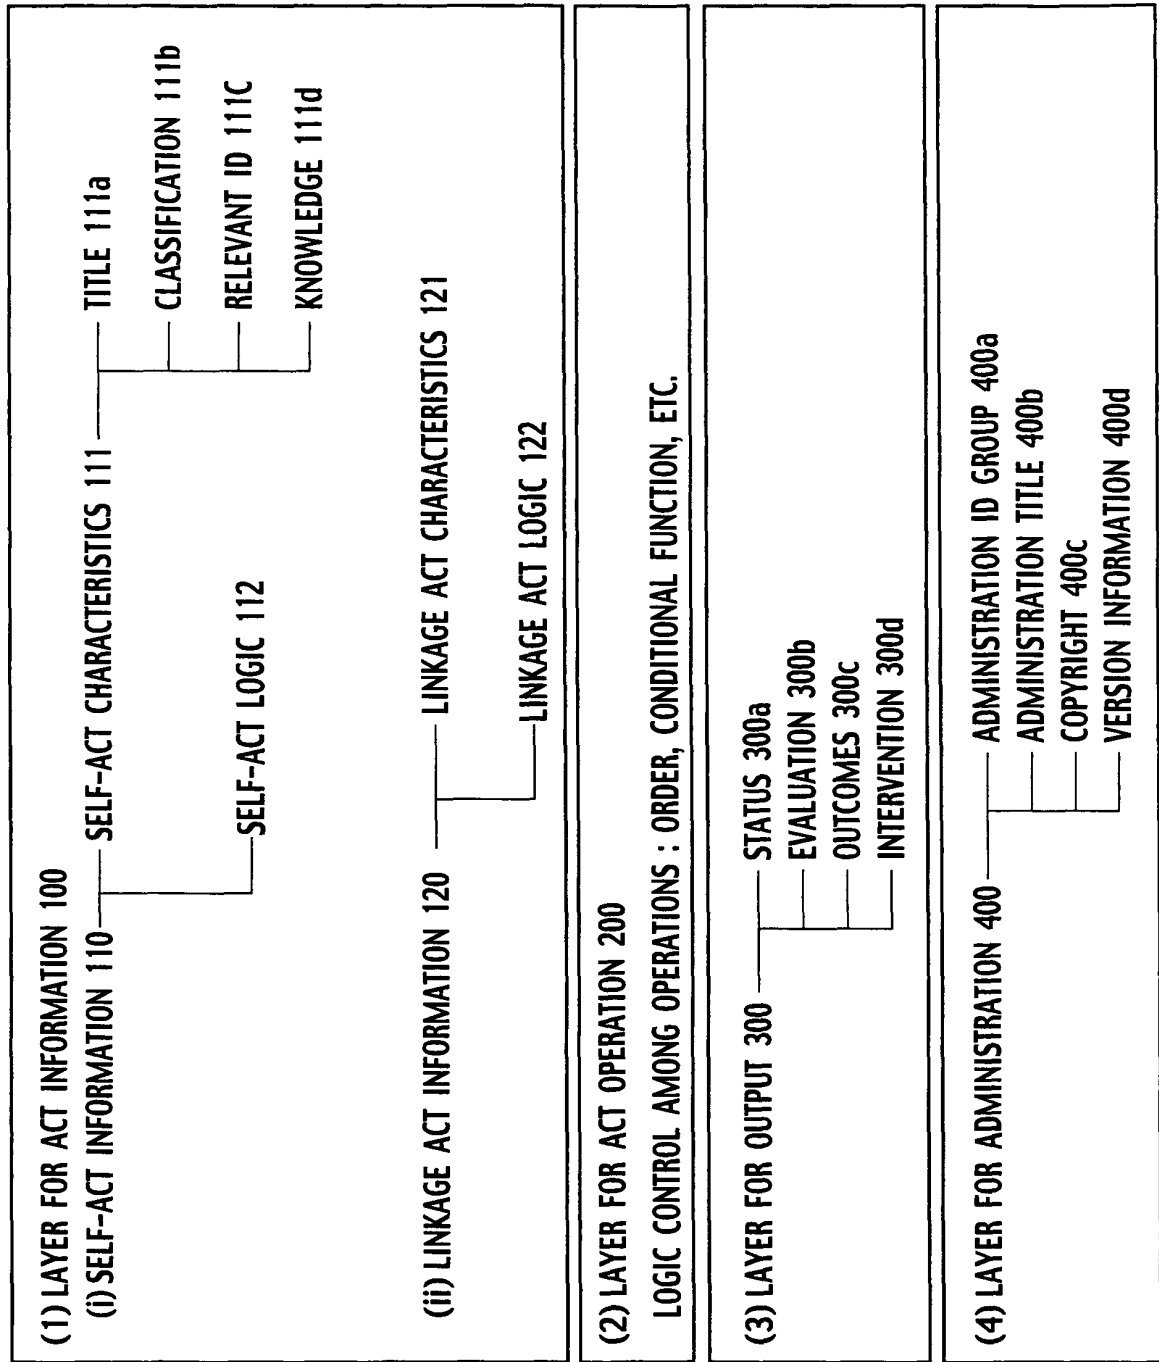 (1) LAYER FOR ACT INFORMATION 100
(i) SELF-ACT INFORMATION 110
SELF-ACT CHARACTERISTICS 111
TITLE 111a
CLASSIFICATION 111b
RELEVANT ID 111C
KNOWLEDGE 111d
SELF-ACT LOGIC 112
(ii) LINKAGE ACT INFORMATION 120
LINKAGE ACT CHARACTERISTICS 121
LINKAGE ACT LOGIC 122
(2) LAYER FOR ACT OPERATION 200
LOGIC CONTROL AMONG OPERATIONS : ORDER, CONDITIONAL FUNCTION, ETC.
(3) LAYER FOR OUTPUT 300
STATUS 300a
EVALUATION 300b
OUTCOMES 300c
INTERVENTION 300d
(4) LAYER FOR ADMINISTRATION 400
ADMINISTRATION ID GROUP 400a
ADMINISTRATION TITLE 400b
COPYRIGHT 400c
VERSION INFORMATION 400d